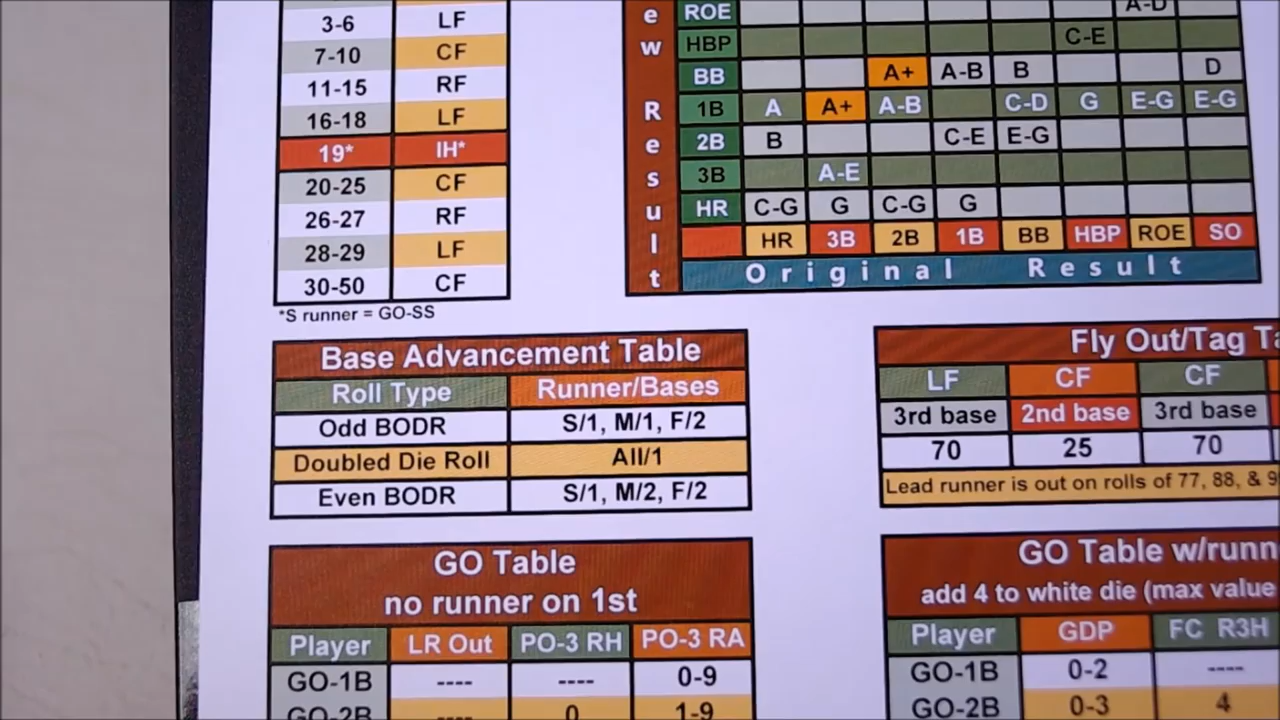 3-6 LF
7-10 CF
11-15 RF
16-18 LF
19* IH*
20-25 CF
26-27 RF
28-29 LF
30-50 CF
*S runner = GO-SS
e w R e s u l t
ROE A-D
HBP C-E
BB A+ A-B B D
1B A A+ A-B C-D G E-G E-G
2B B C-E E-G
3B A-E
HR C-G G C-G G
HR 3B 2B 1B BB HBP ROE SO
Original Result
Base Advancement Table
Roll Type Runner/Bases
Odd BODR S/1, M/1, F/2
Doubled Die Roll All/1
Even BODR S/1, M/2, F/2
Fly Out/Tag
LF CF CF
3rd base 2nd base 3rd base
70 25 70
Lead runner is out on rolls of 77, 88, & 9
GO Table
no runner on 1st
Player LR Out PO-3 RH PO-3 RA
GO-1B ---- ---- 0-9
GO-2B ---- 0 1-9
GO Table w/runn
add 4 to white die (max value
Player GDP FC R3H
GO-1B 0-2 ----
GO-2B 0-3 4